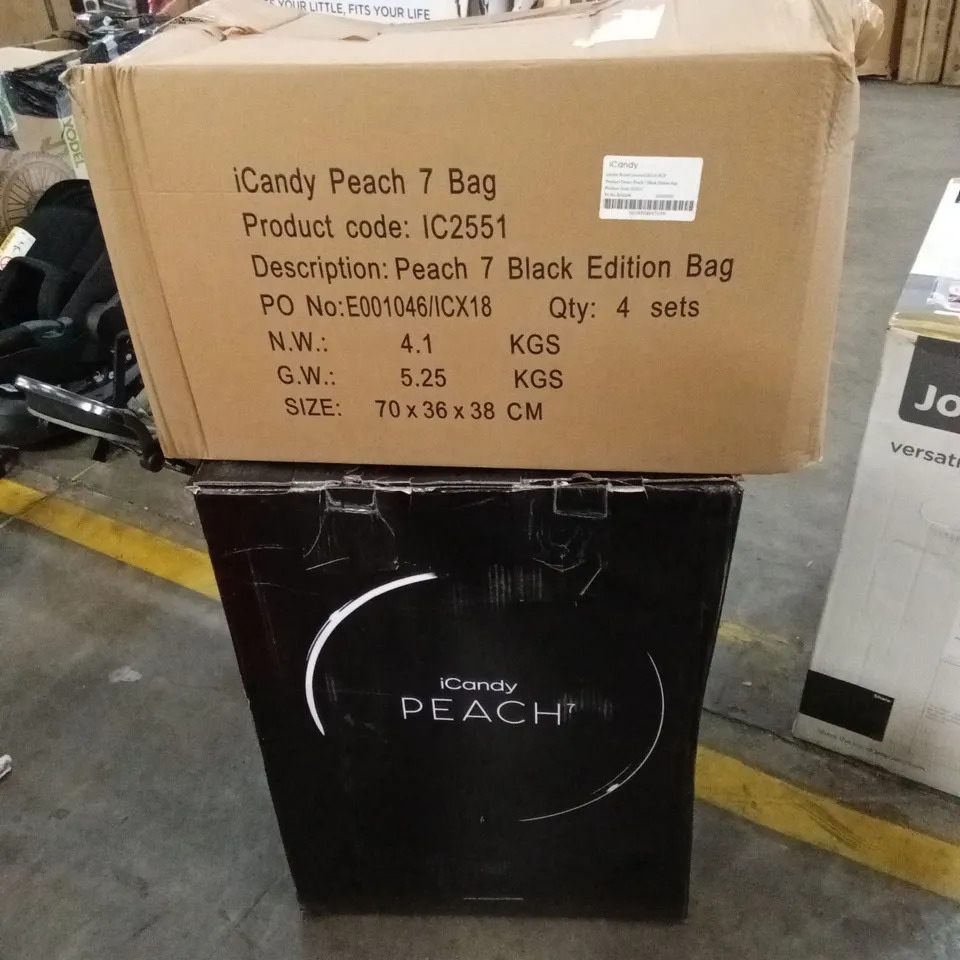 YOUR LITTLE, FITS YOUR LIFE
YODEL
iCandy Peach 7 Bag
Product code: IC2551
Description: Peach 7 Black Edition Bag
PO No:E001046/ICX18 Qty: 4 sets
N.W.: 4.1 KGS
G.W.: 5.25 KGS
SIZE: 70 x 36 x 38 CM
iCandy
iCandy
PEACH7